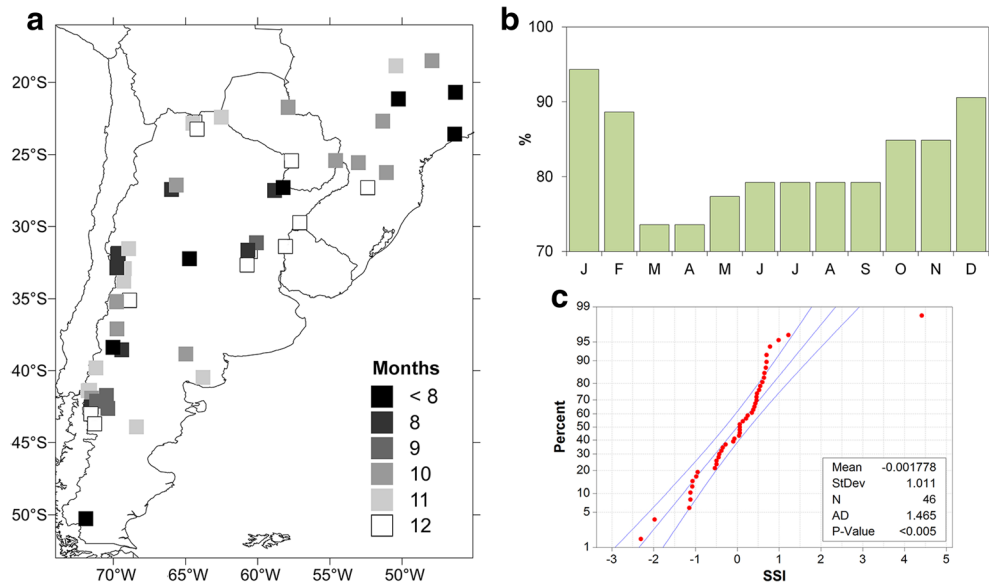 a
20°S
25°S
30°S
35°S
40°S
45°S
50°S
70°W 65°W 60°W 55°W 50°W
Months
< 8
8
9
10
11
12
b
100
90
80
70
%
J F M A M J J A S O N D
c
99
95
80
70
60
50
40
30
20
10
5
1
Percent
-3 -2 -1 0 1 2 3 4 5
SSI
Mean -0.001778
StDev 1.011
N 46
AD 1.465
P-Value <0.005